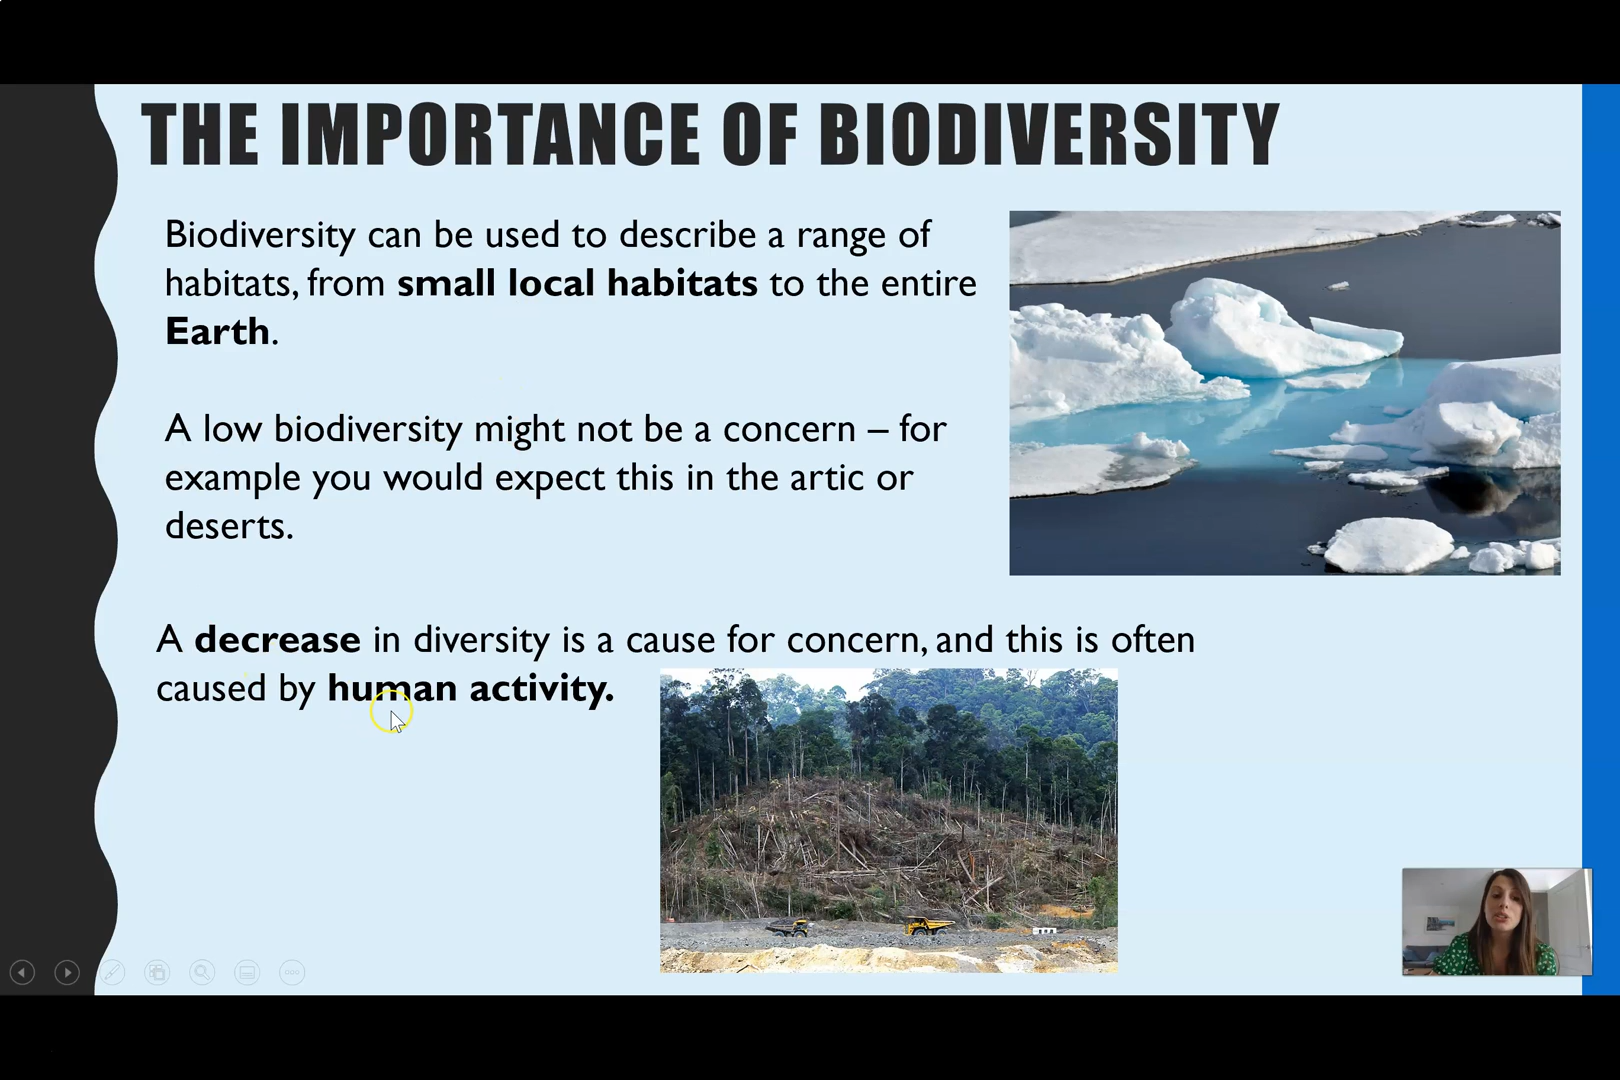 THE IMPORTANCE OF BIODIVERSITY
Biodiversity can be used to describe a range of
habitats, from small local habitats to the entire
Earth.
A low biodiversity might not be a concern – for
example you would expect this in the artic or
deserts.
A decrease in diversity is a cause for concern, and this is often
caused by human activity.